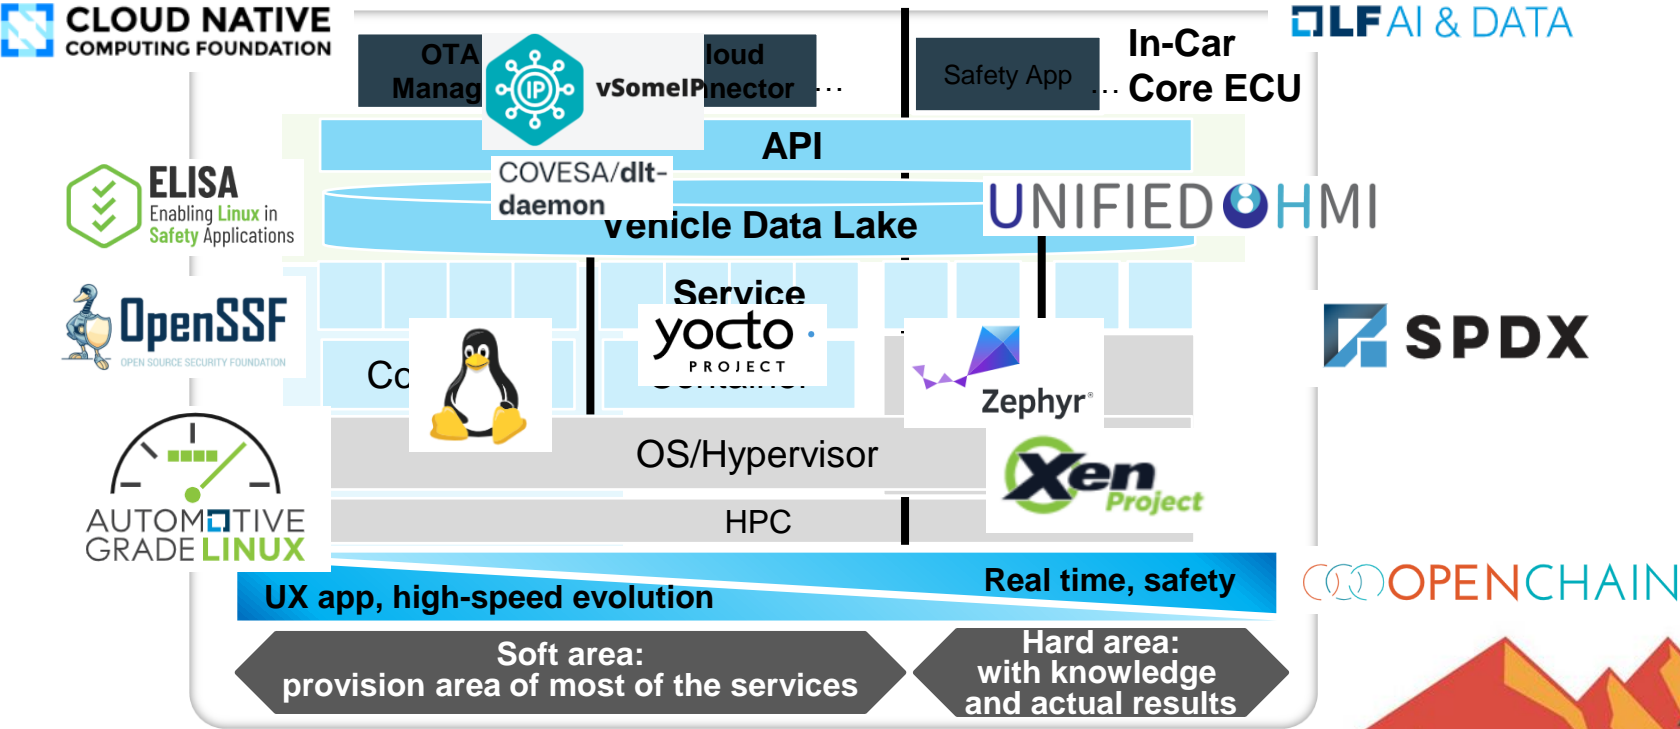 CLOUD NATIVE
COMPUTING FOUNDATION
LF AI & DATA
OTA
Manag
loud
nnector
...
vSomeIP
IP
Safety App
...
In-Car
Core ECU
API
COVESA/dlt-
daemon
Vehicle Data Lake
UNIFIED HMI
ELISA
Enabling Linux in
Safety Applications
OpenSSF
OPEN SOURCE SECURITY FOUNDATION
Service
yocto
PROJECT
Co
Container
Zephyr®
SPDX
OS/Hypervisor
Xen
Project
AUTOMOTIVE
GRADE LINUX
HPC
UX app, high-speed evolution
Real time, safety
OPENCHAIN
Soft area:
provision area of most of the services
Hard area:
with knowledge
and actual results